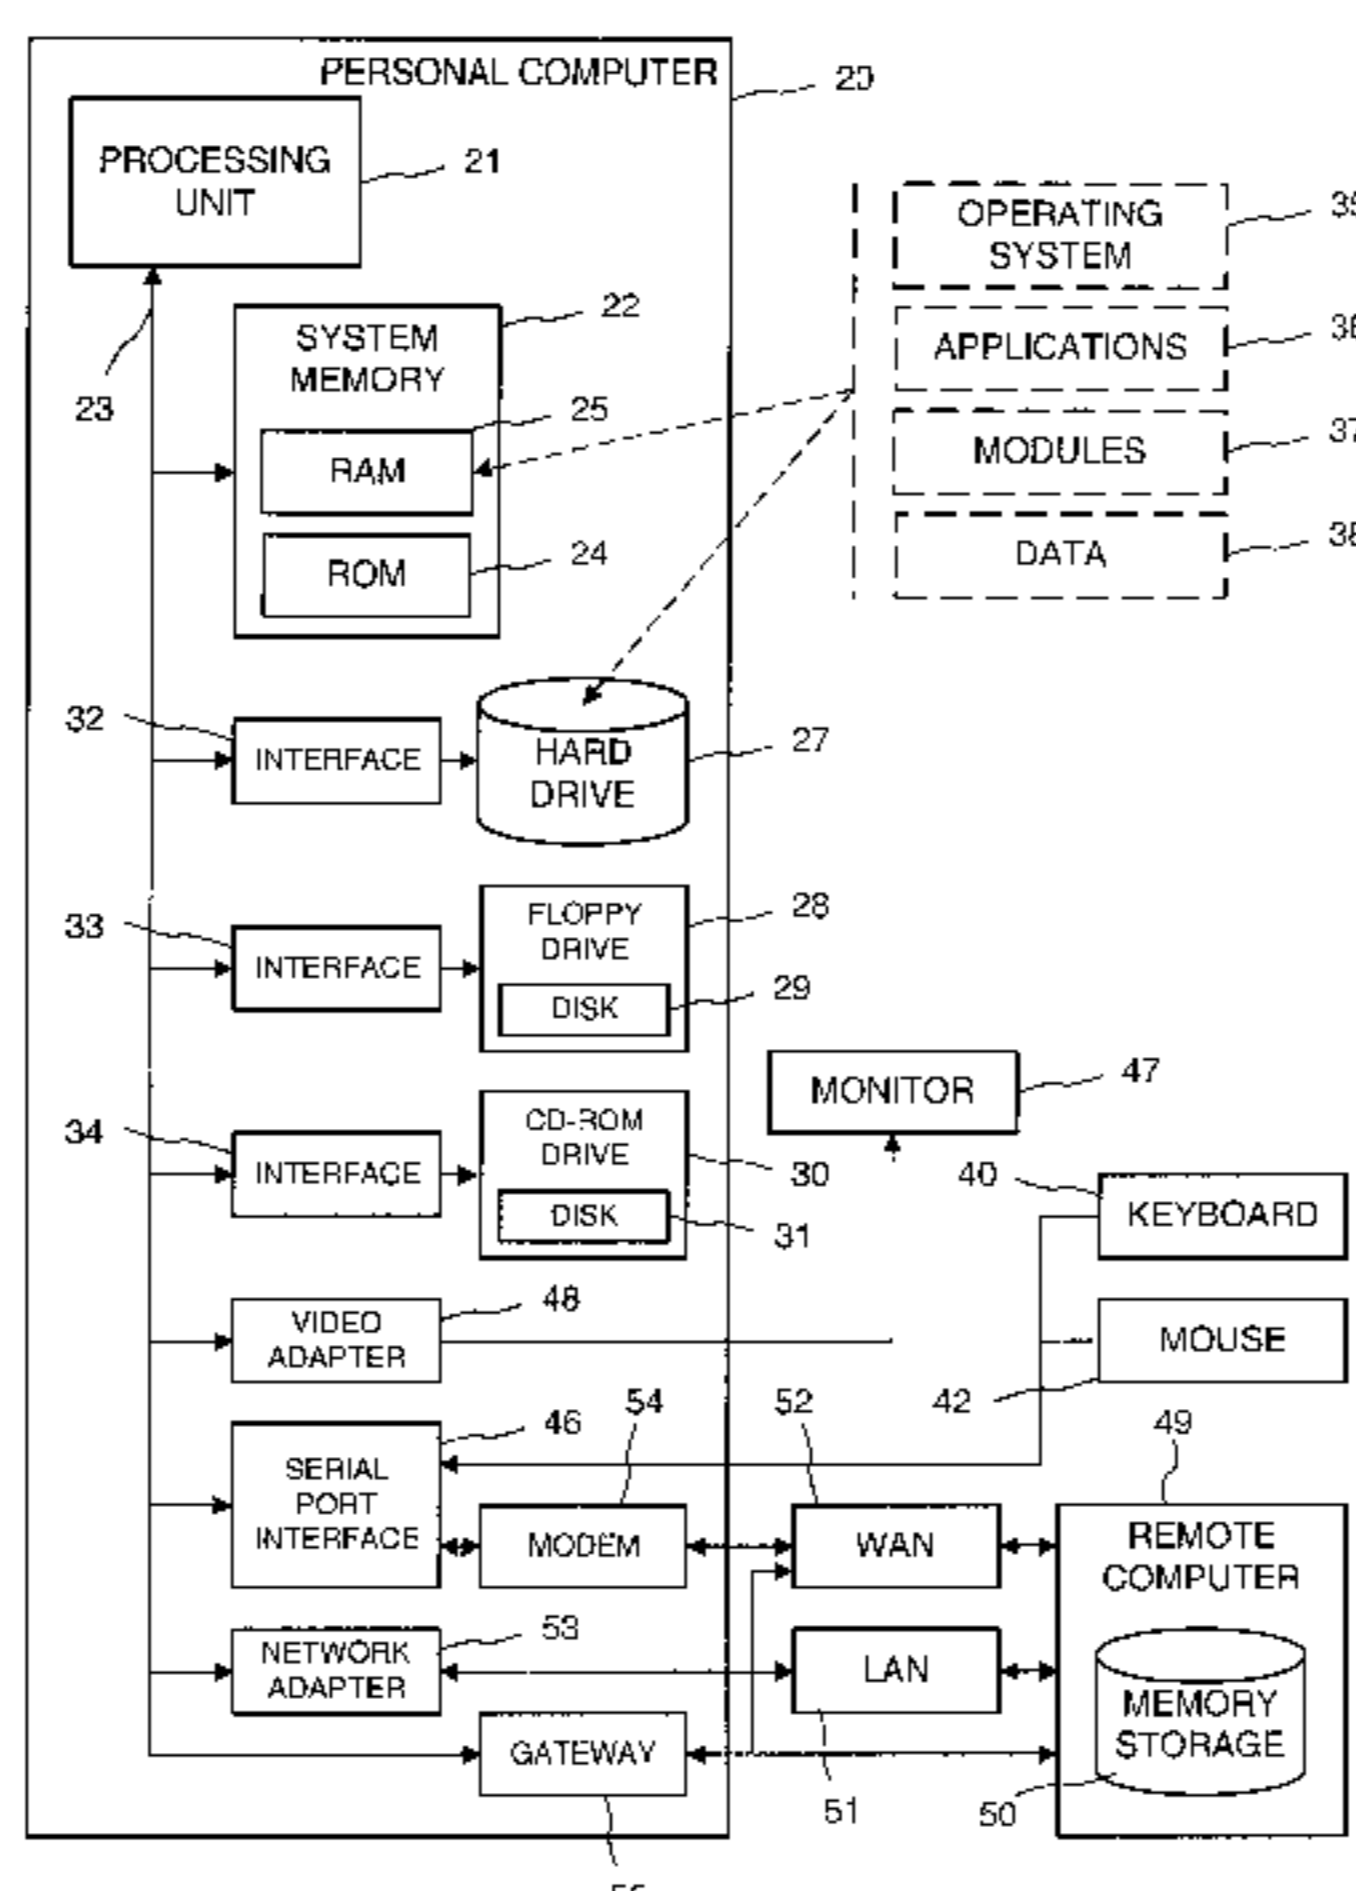 PERSONAL COMPUTER
20
PROCESSING
UNIT
21
OPERATING
SYSTEM
22
SYSTEM
MEMORY
APPLICATIONS
23
25
RAM
MODULES
37
24
ROM
DATA
32
INTERFACE
HARD
DRIVE
27
33
INTERFACE
FLOPPY
DRIVE
28
DISK
29
MONITOR
47
34
INTERFACE
CD-ROM
DRIVE
30
DISK
31
40
KEYBOARD
48
VIDEO
ADAPTER
MOUSE
42
46
54
52
49
SERIAL
PORT
INTERFACE
MODEM
WAN
REMOTE
COMPUTER
53
NETWORK
ADAPTER
LAN
MEMORY
STORAGE
GATEWAY
51
50